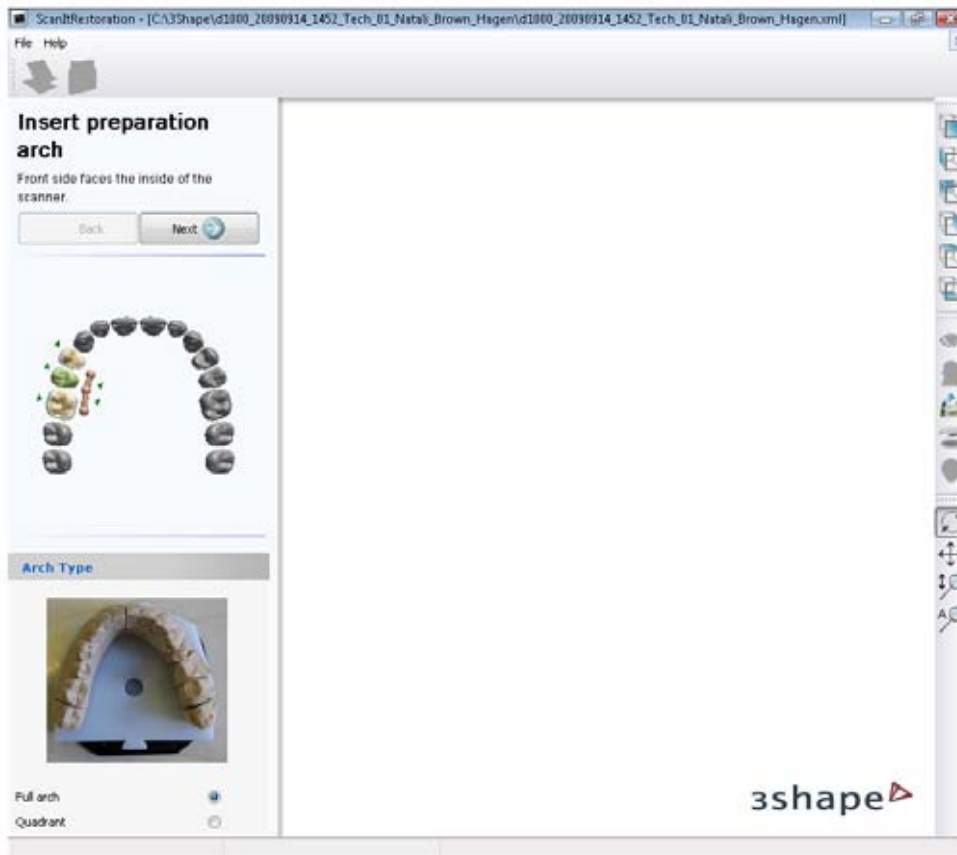 ScanItRestoration - [C:\3Shape\d1000_20090914_1452_Tech_01_Natali_Brown_Hagen\d1000_20090914_1452_Tech_01_Natali_Brown_Hagen.xml]
File Help
Insert preparation
arch
Front side faces the inside of the
scanner.
Back Next
Arch Type
Full arch
Quadrant
3shape
A